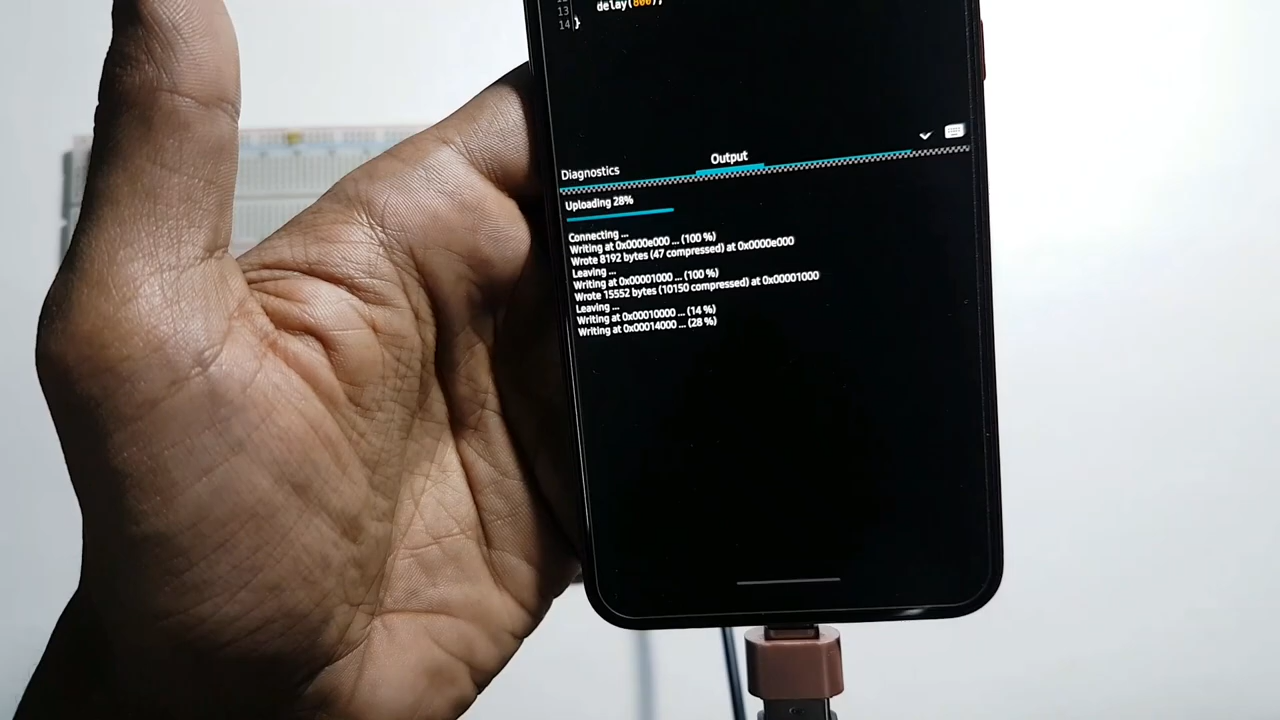 13 delay(800);
14 }
Diagnostics
Output
Uploading 28%
Connecting ...
Writing at 0x0000e000 ... (100 %)
Wrote 8192 bytes (47 compressed) at 0x0000e000
Leaving ...
Writing at 0x00001000 ... (100 %)
Wrote 15552 bytes (10150 compressed) at 0x00001000
Leaving ...
Writing at 0x00010000 ... (14 %)
Writing at 0x00014000 ... (28 %)